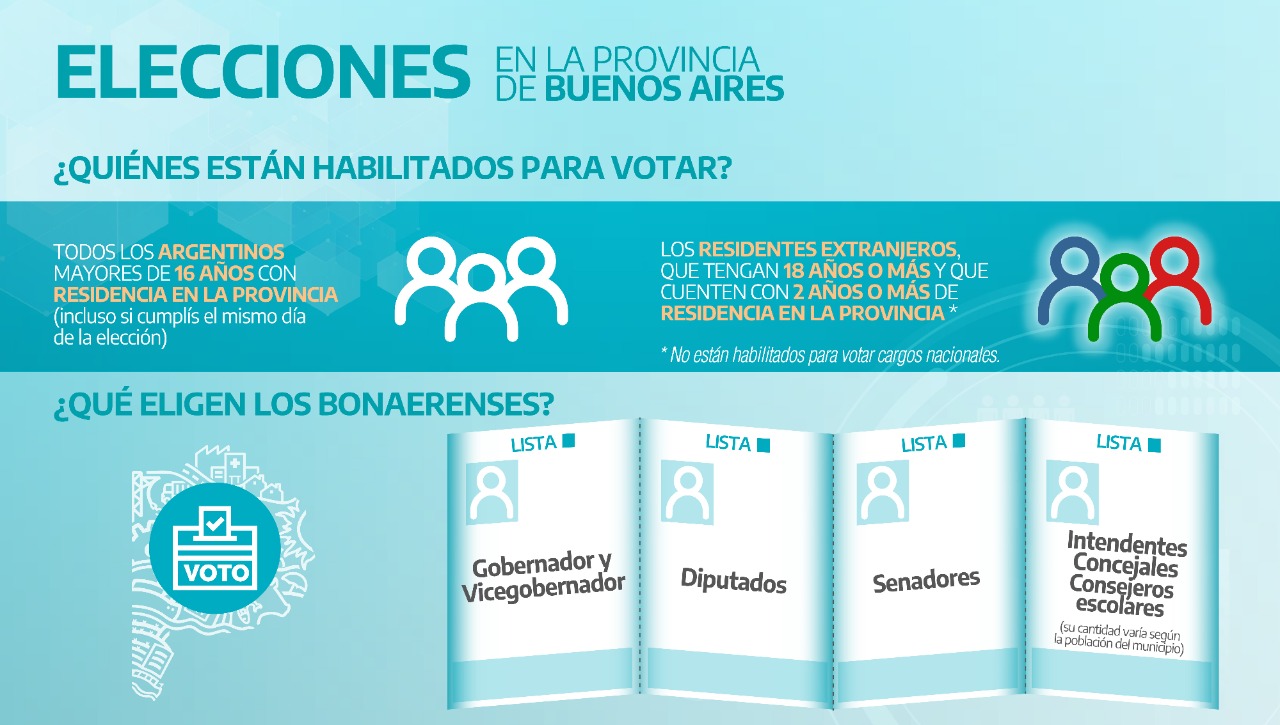 ELECCIONES
EN LA PROVINCIA
DE BUENOS AIRES
¿QUIÉNES ESTÁN HABILITADOS PARA VOTAR?
TODOS LOS ARGENTINOS
MAYORES DE 16 AÑOS CON
RESIDENCIA EN LA PROVINCIA
(incluso si cumplís el mismo día
de la elección)
LOS RESIDENTES EXTRANJEROS,
QUE TENGAN 18 AÑOS O MÁS Y QUE
CUENTEN CON 2 AÑOS O MÁS DE
RESIDENCIA EN LA PROVINCIA *
* No están habilitados para votar cargos nacionales.
¿QUÉ ELIGEN LOS BONAERENSES?
VOTO
LISTA
Gobernador y
Vicegobernador
LISTA
Diputados
LISTA
Senadores
LISTA
Intendentes
Concejales
Consejeros
escolares
(su cantidad varía según
la población del municipio)